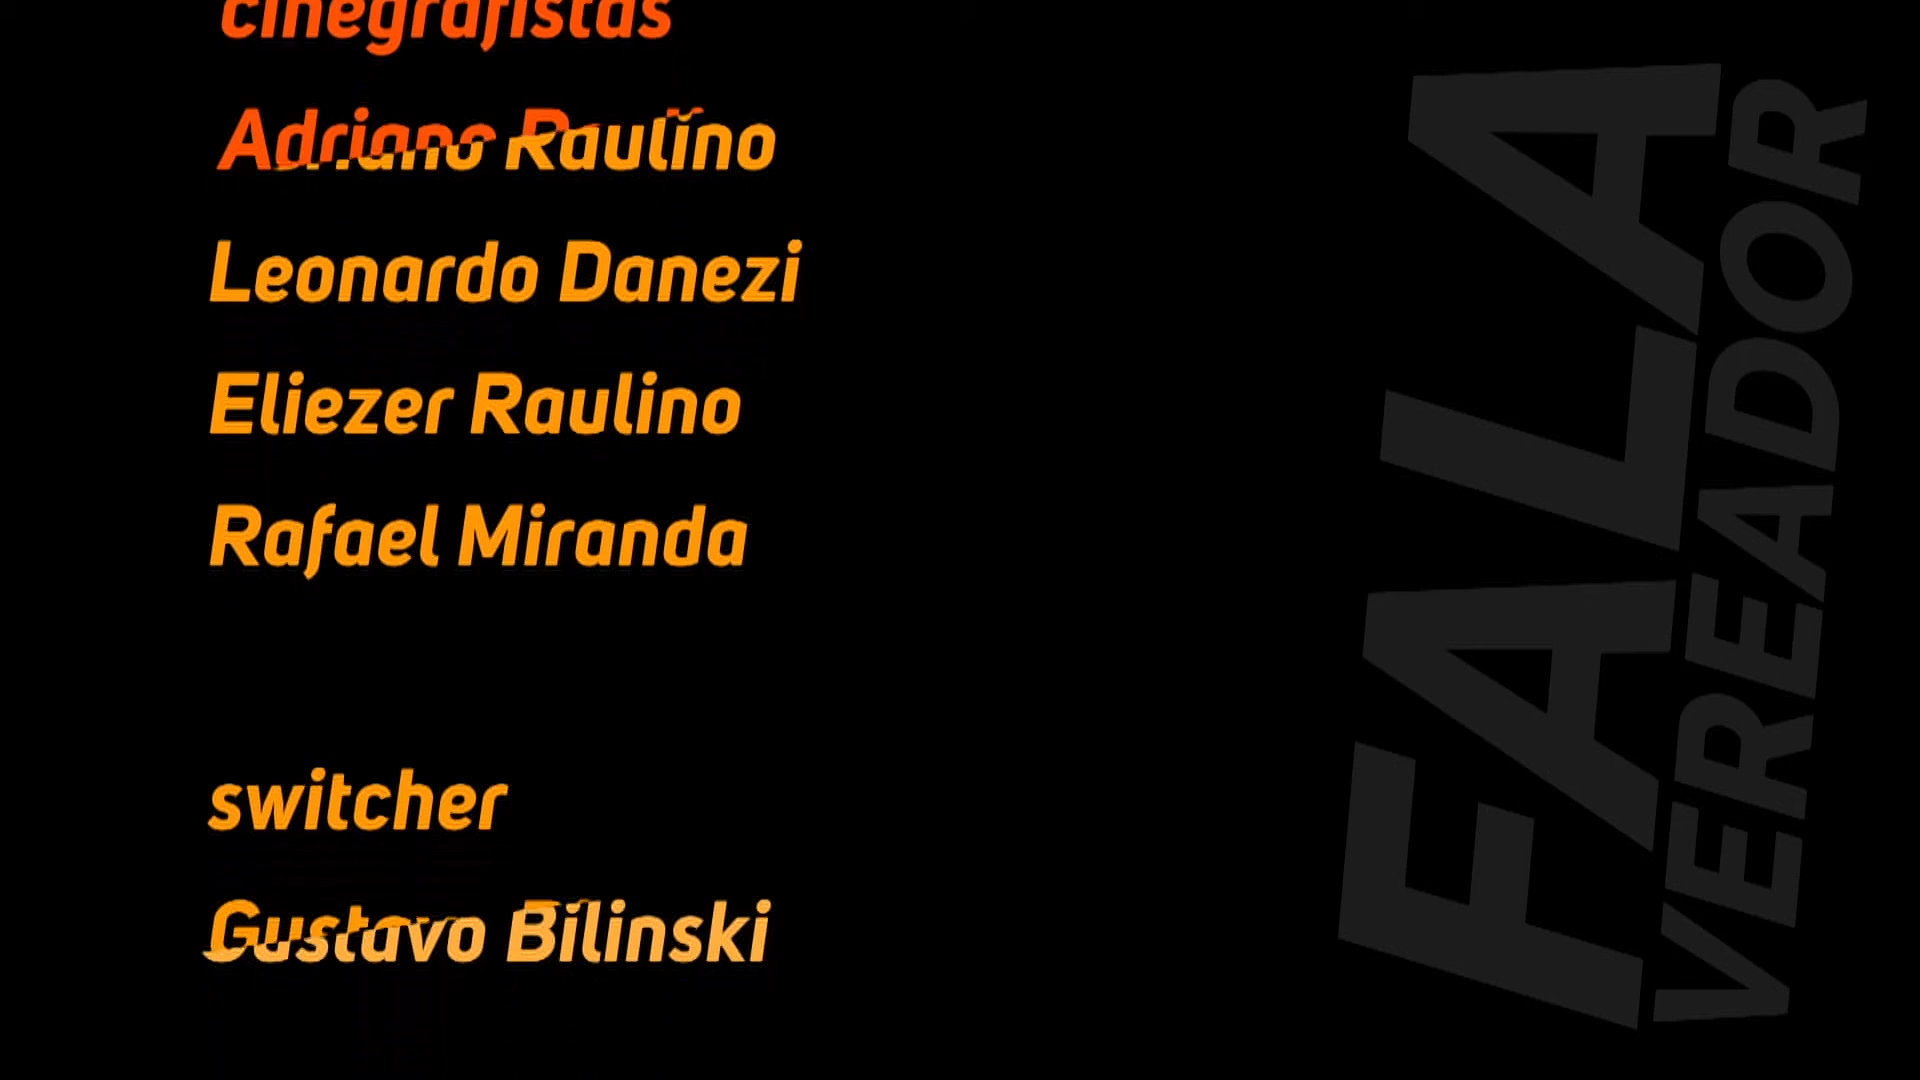 cinegrafistas
Adriano Raulino
Leonardo Danezi
Eliezer Raulino
Rafael Miranda
switcher
Gustavo Bilinski
FALA
VEREADOR